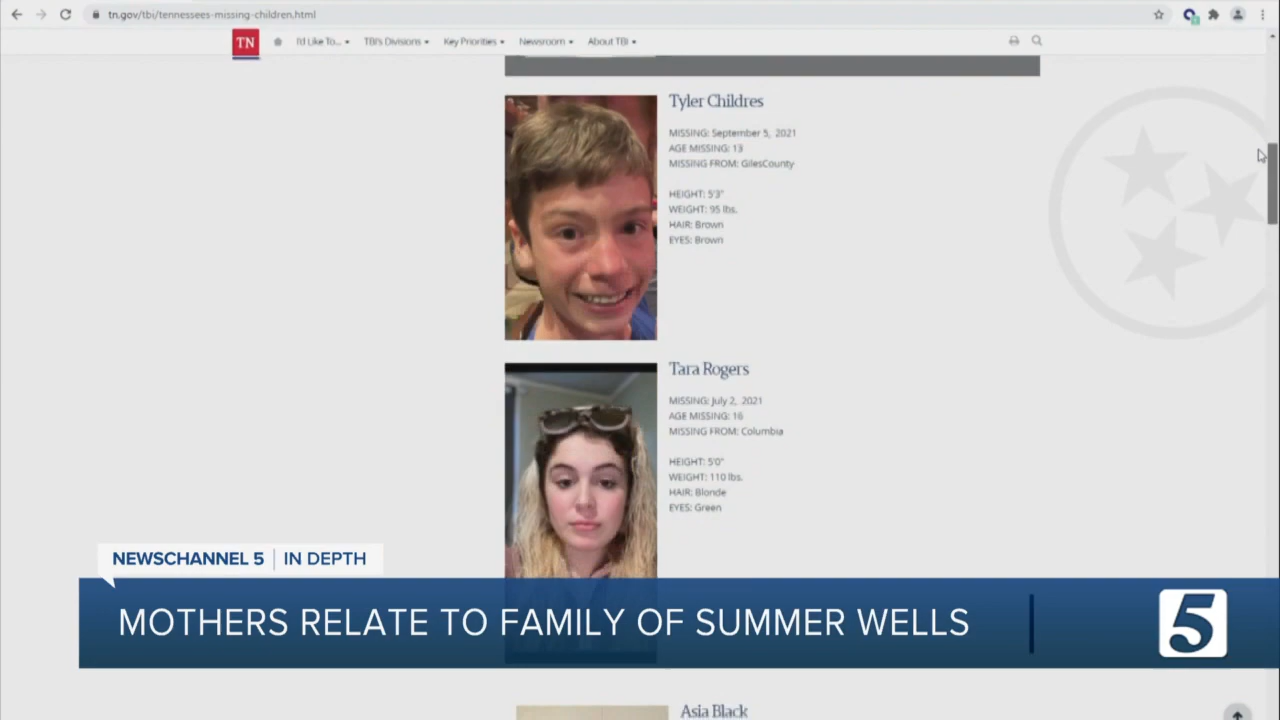 tn.gov/tbi/tennessees-missing-children.html
TN
I'd Like To... TBI's Divisions Key Priorities Newsroom About TBI
Tyler Childres
MISSING: September 5, 2021
AGE MISSING: 13
MISSING FROM: GilesCounty
HEIGHT: 5'3"
WEIGHT: 95 lbs.
HAIR: Brown
EYES: Brown
Tara Rogers
MISSING: July 2, 2021
AGE MISSING: 16
MISSING FROM: Columbia
HEIGHT: 5'0"
WEIGHT: 110 lbs.
HAIR: Blonde
EYES: Green
NEWSCHANNEL 5 | IN DEPTH
MOTHERS RELATE TO FAMILY OF SUMMER WELLS
5
Asia Black